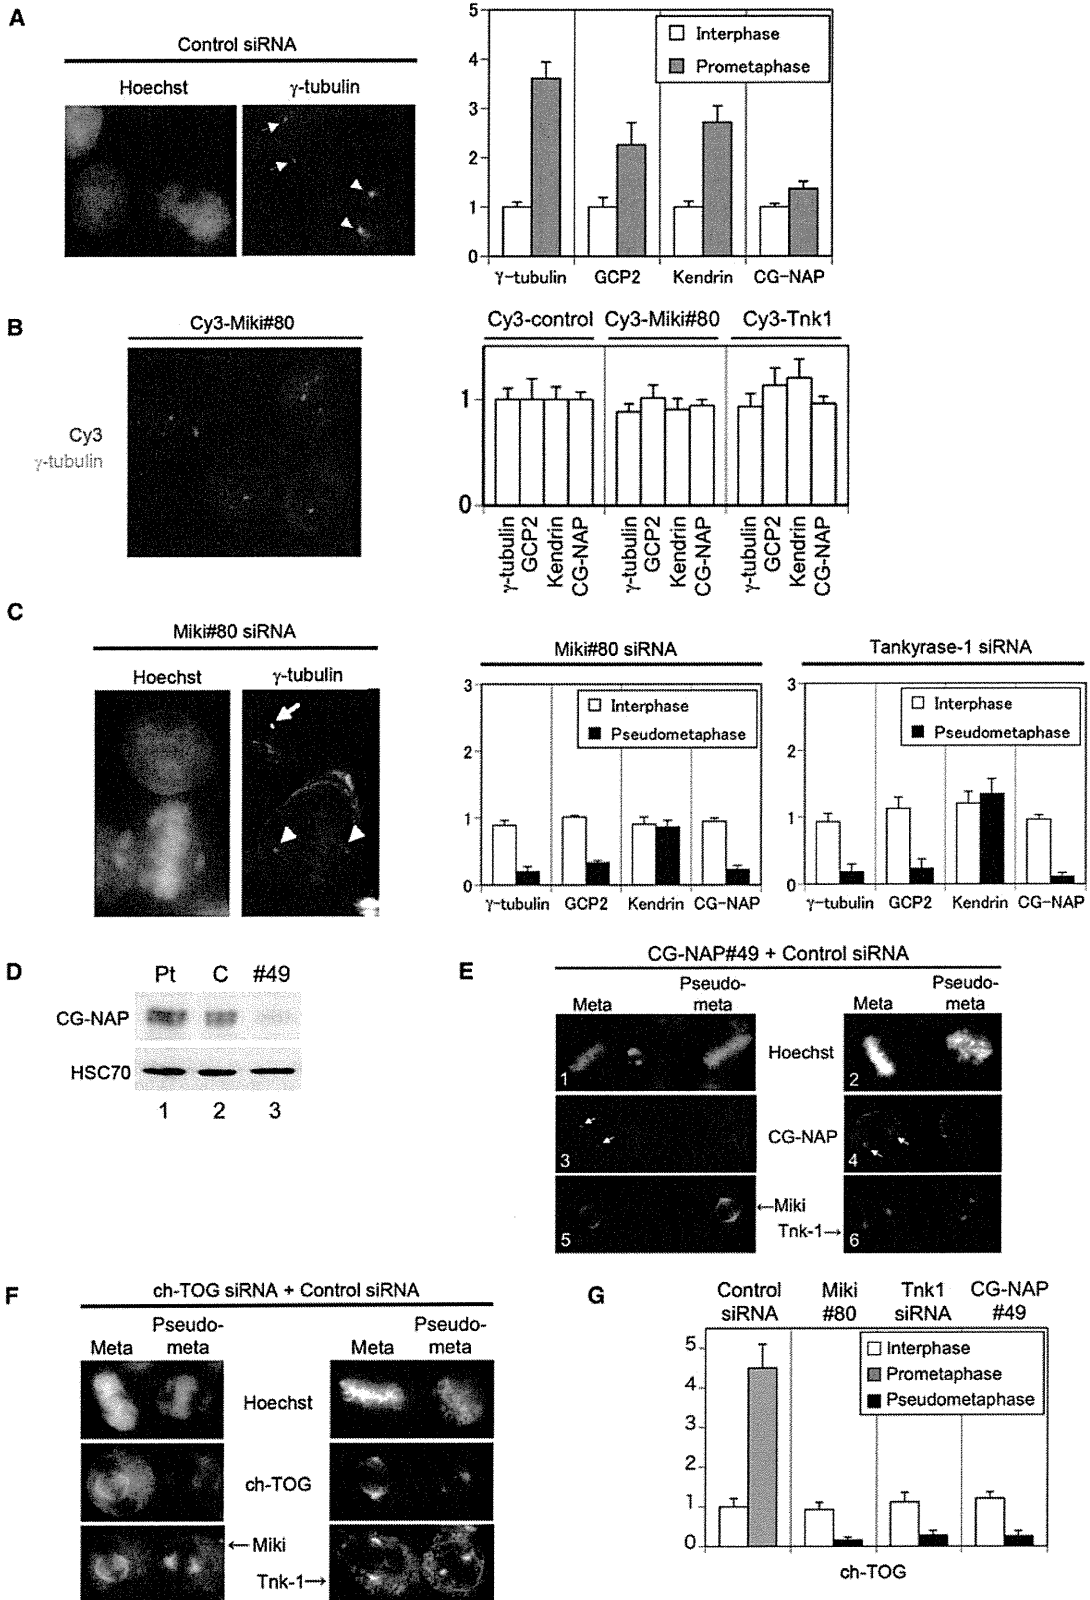 A
Control siRNA
Hoechst
γ-tubulin
5
4
3
2
1
0
Interphase
Prometaphase
γ-tubulin
GCP2
Kendrin
CG-NAP
B
Cy3-Miki#80
Cy3
γ-tubulin
Cy3-control
Cy3-Miki#80
Cy3-Tnk1
1
0
γ-tubulin
GCP2
Kendrin
CG-NAP
γ-tubulin
GCP2
Kendrin
CG-NAP
γ-tubulin
GCP2
Kendrin
CG-NAP
C
Miki#80 siRNA
Hoechst
γ-tubulin
Miki#80 siRNA
3
2
1
0
Interphase
Pseudometaphase
γ-tubulin
GCP2
Kendrin
CG-NAP
Tankyrase-1 siRNA
3
2
1
0
Interphase
Pseudometaphase
γ-tubulin
GCP2
Kendrin
CG-NAP
D
Pt C #49
CG-NAP
HSC70
1 2 3
E
CG-NAP#49 + Control siRNA
Meta
Pseudo-
meta
Meta
Pseudo-
meta
Hoechst
1
2
CG-NAP
3
4
←Miki
Tnk-1→
5
6
F
ch-TOG siRNA + Control siRNA
Meta
Pseudo-
meta
Meta
Pseudo-
meta
Hoechst
ch-TOG
←Miki
Tnk-1→
G
Control
siRNA
Miki
#80
Tnk1
siRNA
CG-NAP
#49
5
4
3
2
1
0
Interphase
Prometaphase
Pseudometaphase
ch-TOG